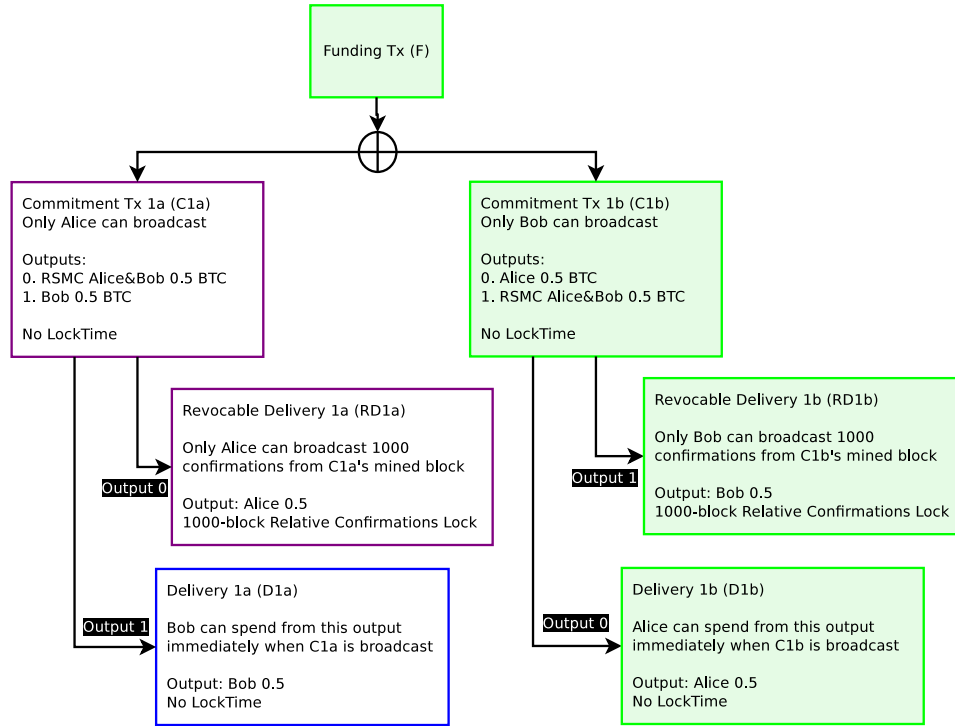 Funding Tx (F)
Commitment Tx 1a (C1a)
Only Alice can broadcast
Outputs:
0. RSMC Alice&Bob 0.5 BTC
1. Bob 0.5 BTC
No LockTime
Commitment Tx 1b (C1b)
Only Bob can broadcast
Outputs:
0. Alice 0.5 BTC
1. RSMC Alice&Bob 0.5 BTC
No LockTime
Revocable Delivery 1a (RD1a)
Only Alice can broadcast 1000
confirmations from C1a's mined block
Output: Alice 0.5
1000-block Relative Confirmations Lock
Output 0
Revocable Delivery 1b (RD1b)
Only Bob can broadcast 1000
confirmations from C1b's mined block
Output: Bob 0.5
1000-block Relative Confirmations Lock
Output 1
Delivery 1a (D1a)
Bob can spend from this output
immediately when C1a is broadcast
Output: Bob 0.5
No LockTime
Output 1
Delivery 1b (D1b)
Alice can spend from this output
immediately when C1b is broadcast
Output: Alice 0.5
No LockTime
Output 0